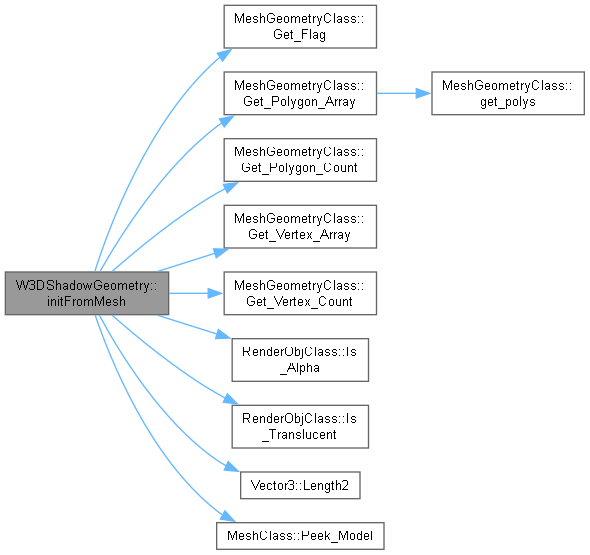 MeshGeometryClass::
Get_Flag
MeshGeometryClass::
Get_Polygon_Array
MeshGeometryClass::
get_polys
MeshGeometryClass::
Get_Polygon_Count
MeshGeometryClass::
Get_Vertex_Array
W3DShadowGeometry::
initFromMesh
MeshGeometryClass::
Get_Vertex_Count
RenderObjClass::Is
_Alpha
RenderObjClass::Is
_Translucent
Vector3::Length2
MeshClass::Peek_Model